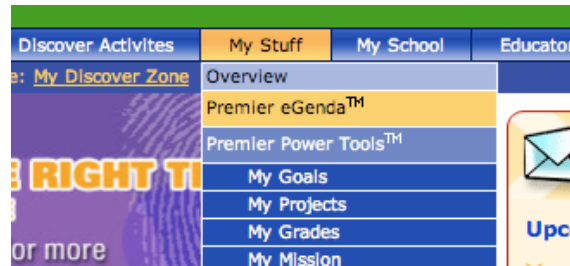 Discover Activites My Stuff My School Educator
e: My Discover Zone
Overview
Premier eGenda™
Premier Power Tools™
E RIGHT TI
My Goals
My Projects
My Grades
or more
Upc
My Mission